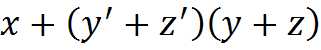 x + (y′ + z′)(y + z)